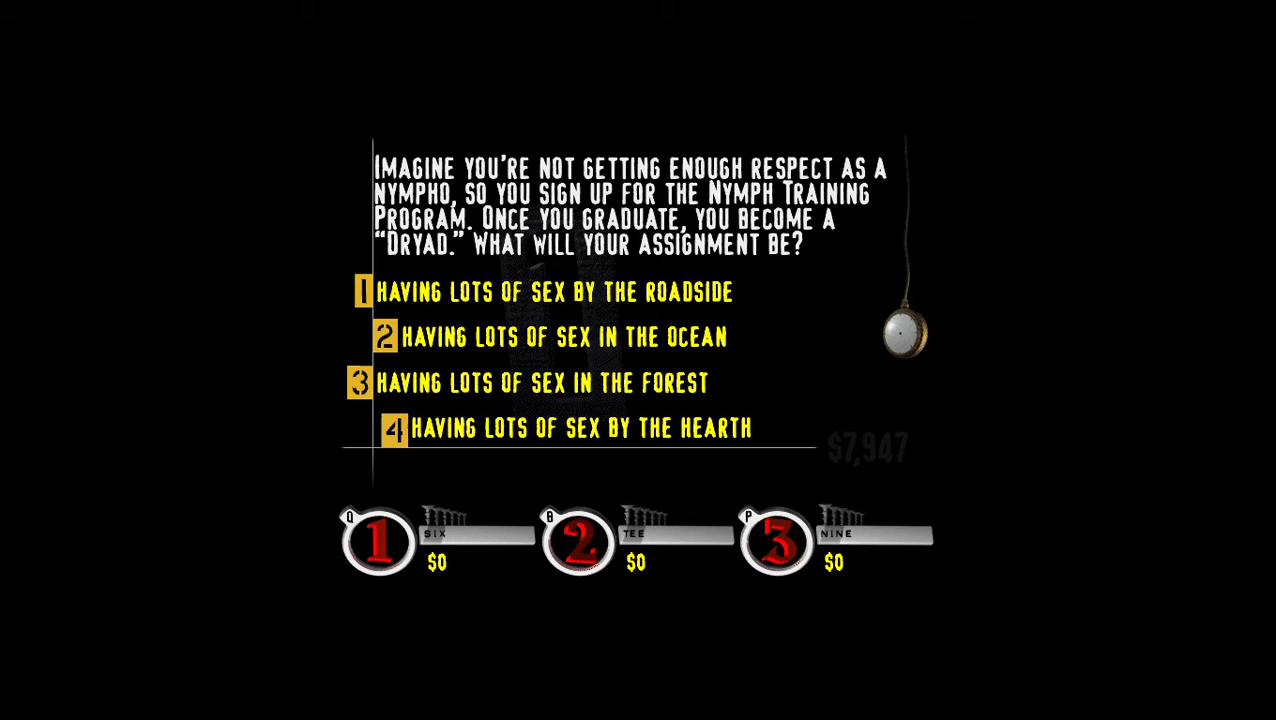 Imagine you're not getting enough respect as a
nympho, so you sign up for the Nymph Training
Program. Once you graduate, you become a
“Dryad.” What will your assignment be?
1 having lots of sex by the roadside
2 having lots of sex in the ocean
3 having lots of sex in the forest
4 having lots of sex by the hearth
$7,947
Q 1 SIX $0
B 2 TEE $0
P 3 NINE $0